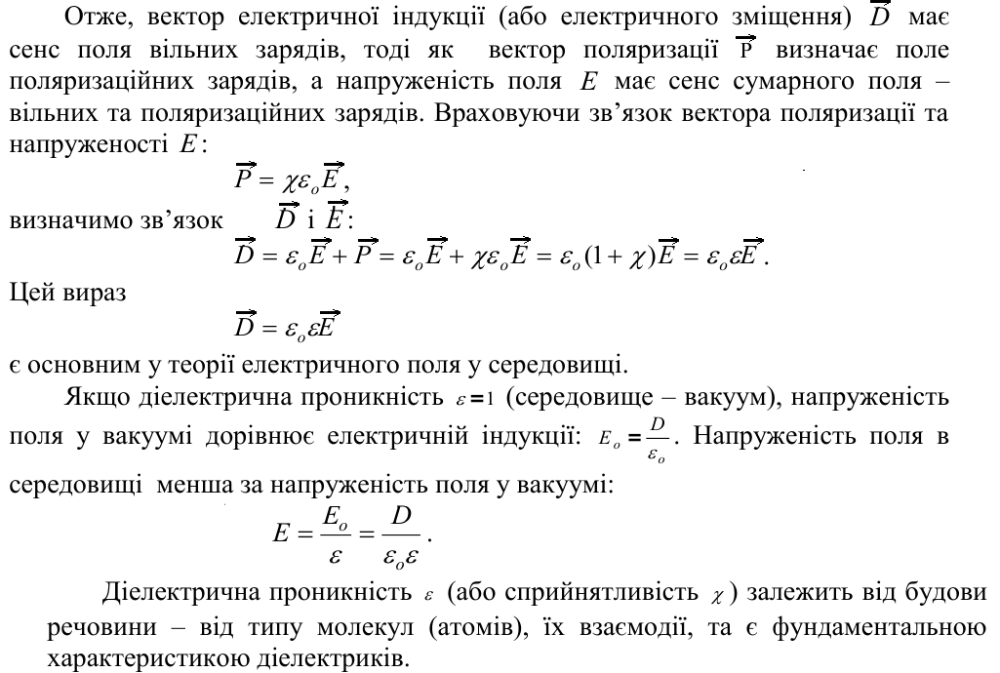 Отже, вектор електричної індукції (або електричного зміщення) $\vec{D}$ має
сенс поля вільних зарядів, тоді як вектор поляризації $\vec{P}$ визначає поле
поляризаційних зарядів, а напруженість поля $E$ має сенс сумарного поля –
вільних та поляризаційних зарядів. Враховуючи зв’язок вектора поляризації та
напруженості $E$:
$\vec{P} = \chi\varepsilon_o\vec{E}$,
визначимо зв’язок $\vec{D}$ і $\vec{E}$:
$\vec{D} = \varepsilon_o\vec{E} + \vec{P} = \varepsilon_o\vec{E} + \chi\varepsilon_o\vec{E} = \varepsilon_o(1 + \chi)\vec{E} = \varepsilon_o\varepsilon\vec{E}$.
Цей вираз
$\vec{D} = \varepsilon_o\varepsilon\vec{E}$
є основним у теорії електричного поля у середовищі.
Якщо діелектрична проникність $\varepsilon = 1$ (середовище – вакуум), напруженість
поля у вакуумі дорівнює електричній індукції: $E_o = \frac{D}{\varepsilon_o}$. Напруженість поля в
середовищі менша за напруженість поля у вакуумі:
$E = \frac{E_o}{\varepsilon} = \frac{D}{\varepsilon_o\varepsilon}$.
Діелектрична проникність $\varepsilon$ (або сприйнятливість $\chi$) залежить від будови
речовини – від типу молекул (атомів), їх взаємодії, та є фундаментальною
характеристикою діелектриків.